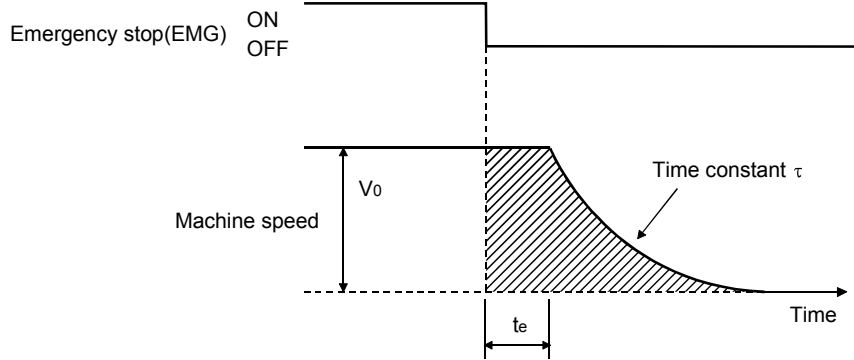 ON
Emergency stop(EMG)
OFF
Time constant τ
V0
Machine speed
Time
te